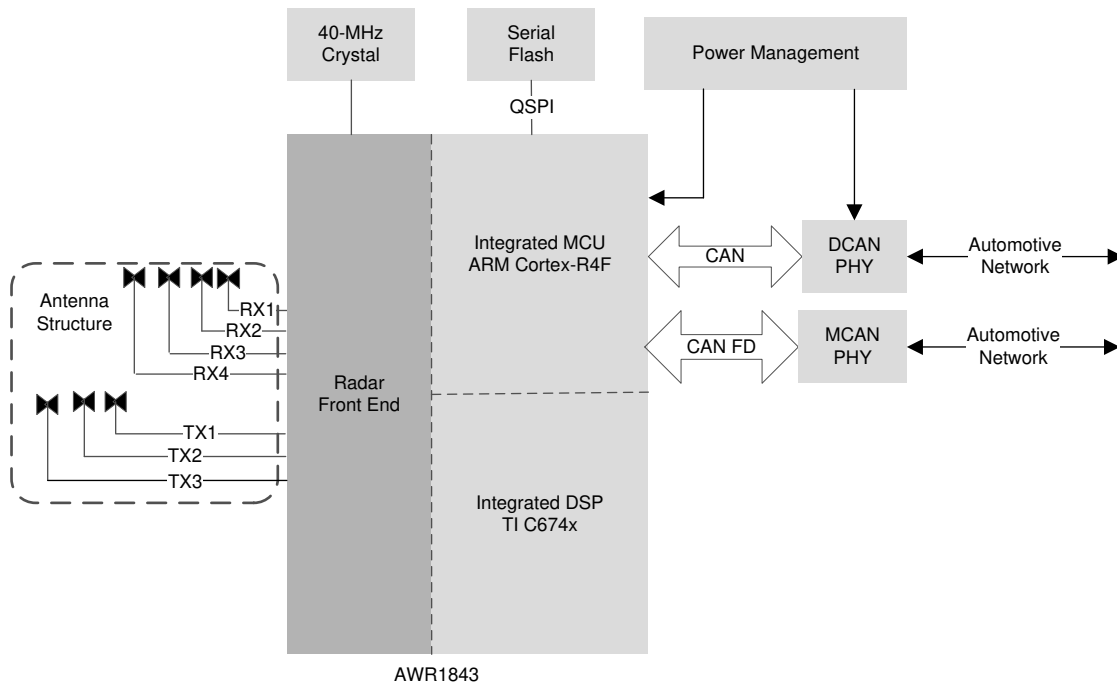 40-MHz
Crystal
Serial
Flash
Power Management
QSPI
Integrated MCU
ARM Cortex-R4F
CAN
DCAN
PHY
Automotive
Network
Antenna
Structure
RX1
RX2
RX3
RX4
CAN FD
MCAN
PHY
Automotive
Network
Radar
Front End
TX1
TX2
TX3
Integrated DSP
TI C674x
AWR1843